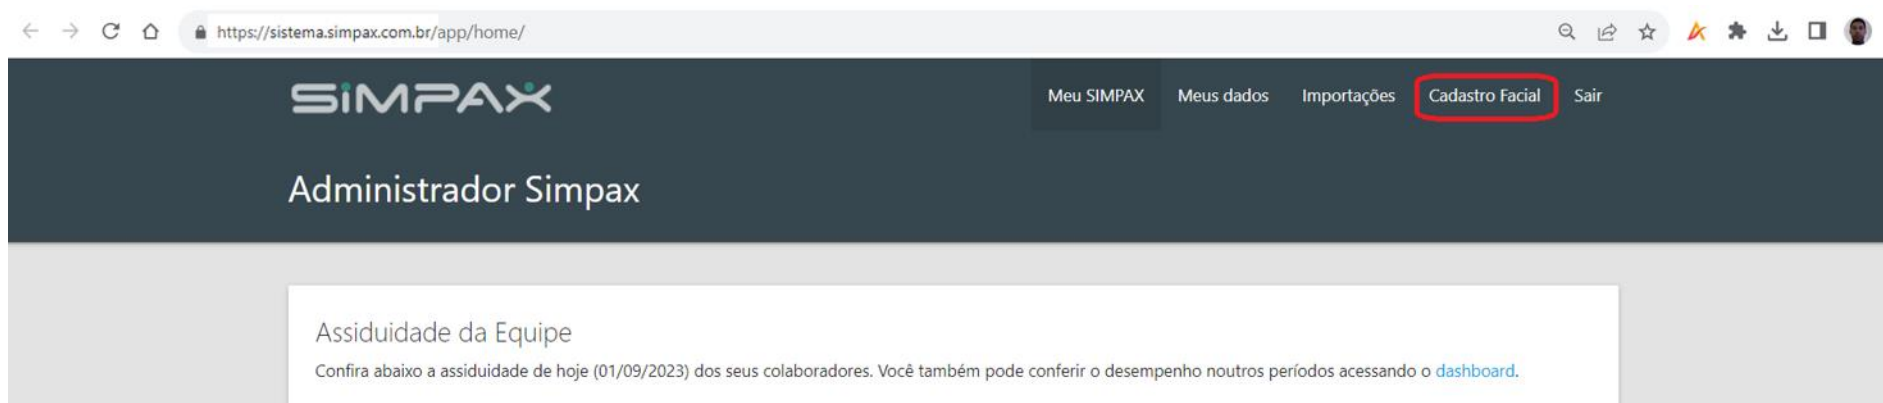 https://sistema.simpax.com.br/app/home/
SiMPAX
Meu SIMPAX Meus dados Importações Cadastro Facial Sair
Administrador Simpax
Assiduidade da Equipe
Confira abaixo a assiduidade de hoje (01/09/2023) dos seus colaboradores. Você também pode conferir o desempenho noutros períodos acessando o dashboard.